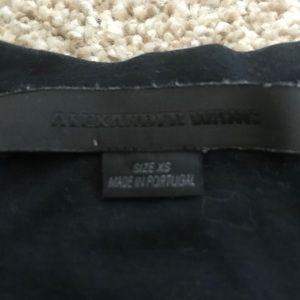 ALEXANDER WANG
SIZE XS
MADE IN PORTUGAL